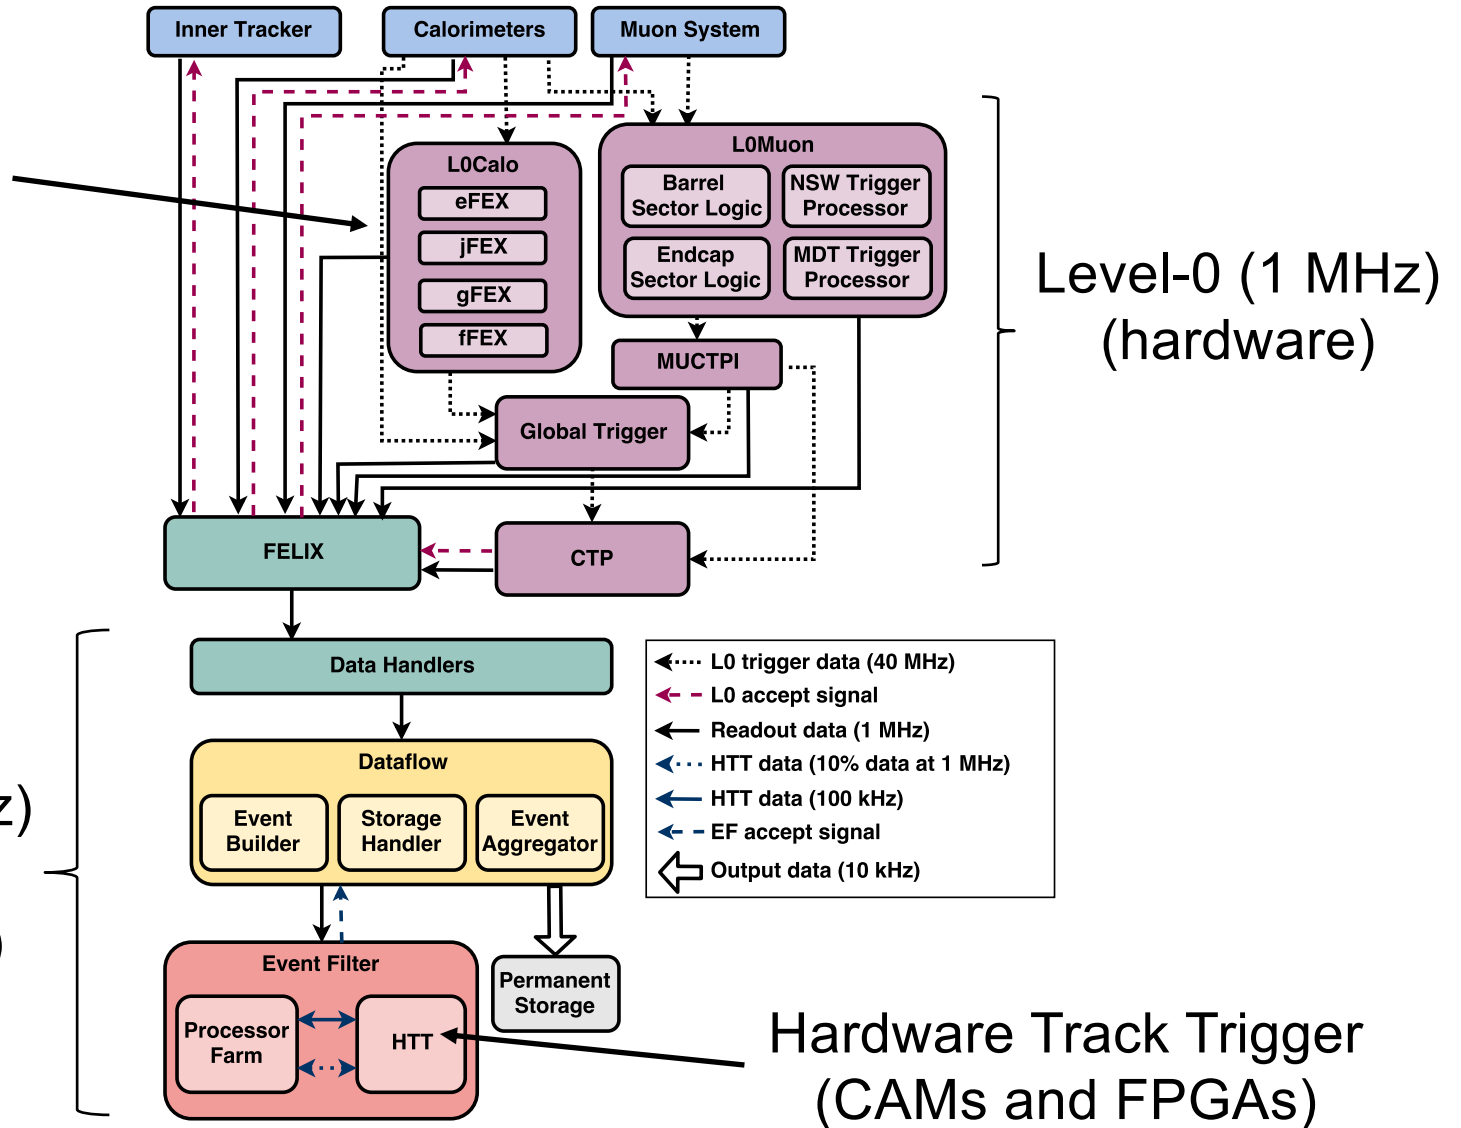 Inner Tracker
Calorimeters
Muon System
L0Calo
eFEX
jFEX
gFEX
fFEX
L0Muon
Barrel
Sector Logic
NSW Trigger
Processor
Endcap
Sector Logic
MDT Trigger
Processor
Level-0 (1 MHz)
(hardware)
MUCTPI
Global Trigger
FELIX
CTP
Data Handlers
L0 trigger data (40 MHz)
L0 accept signal
Readout data (1 MHz)
HTT data (10% data at 1 MHz)
HTT data (100 kHz)
EF accept signal
Output data (10 kHz)
Dataflow
Event
Builder
Storage
Handler
Event
Aggregator
z)
)
Event Filter
Processor
Farm
HTT
Permanent
Storage
Hardware Track Trigger
(CAMs and FPGAs)